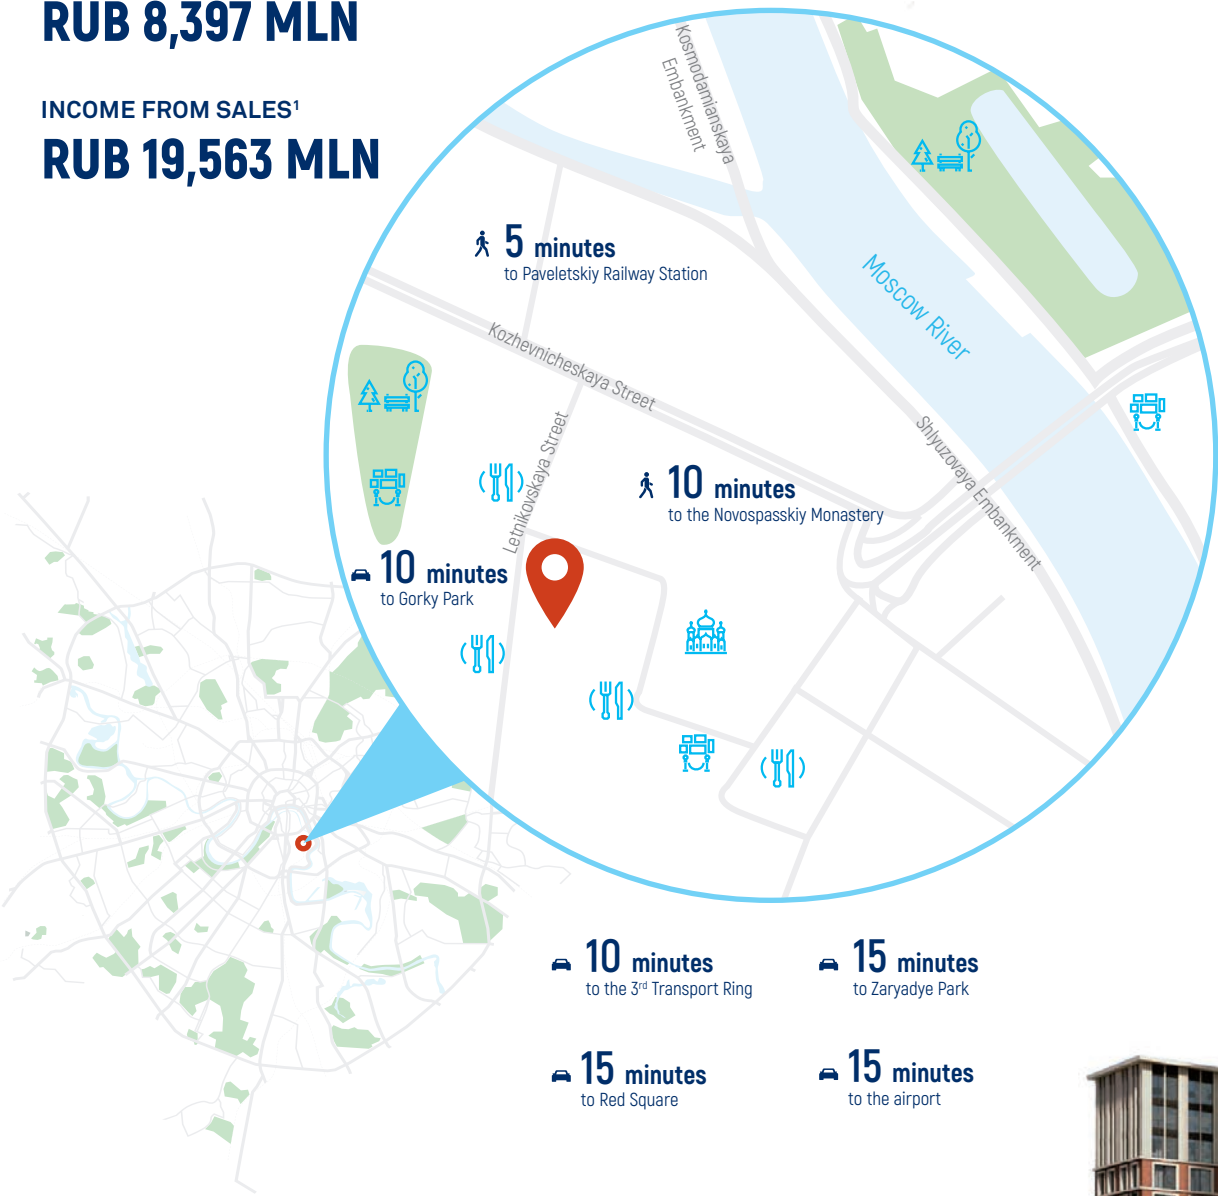 RUB 8,397 MLN
INCOME FROM SALES¹
RUB 19,563 MLN
Kosmodamianskaya
Embankment
5 minutes
to Paveletskiy Railway Station
Moscow River
Kozhevnicheskaya Street
Letnikovskaya Street
Shlyuzovaya Embankment
10 minutes
to the Novospasskiy Monastery
10 minutes
to Gorky Park
10 minutes
to the 3rd Transport Ring
15 minutes
to Zaryadye Park
15 minutes
to Red Square
15 minutes
to the airport